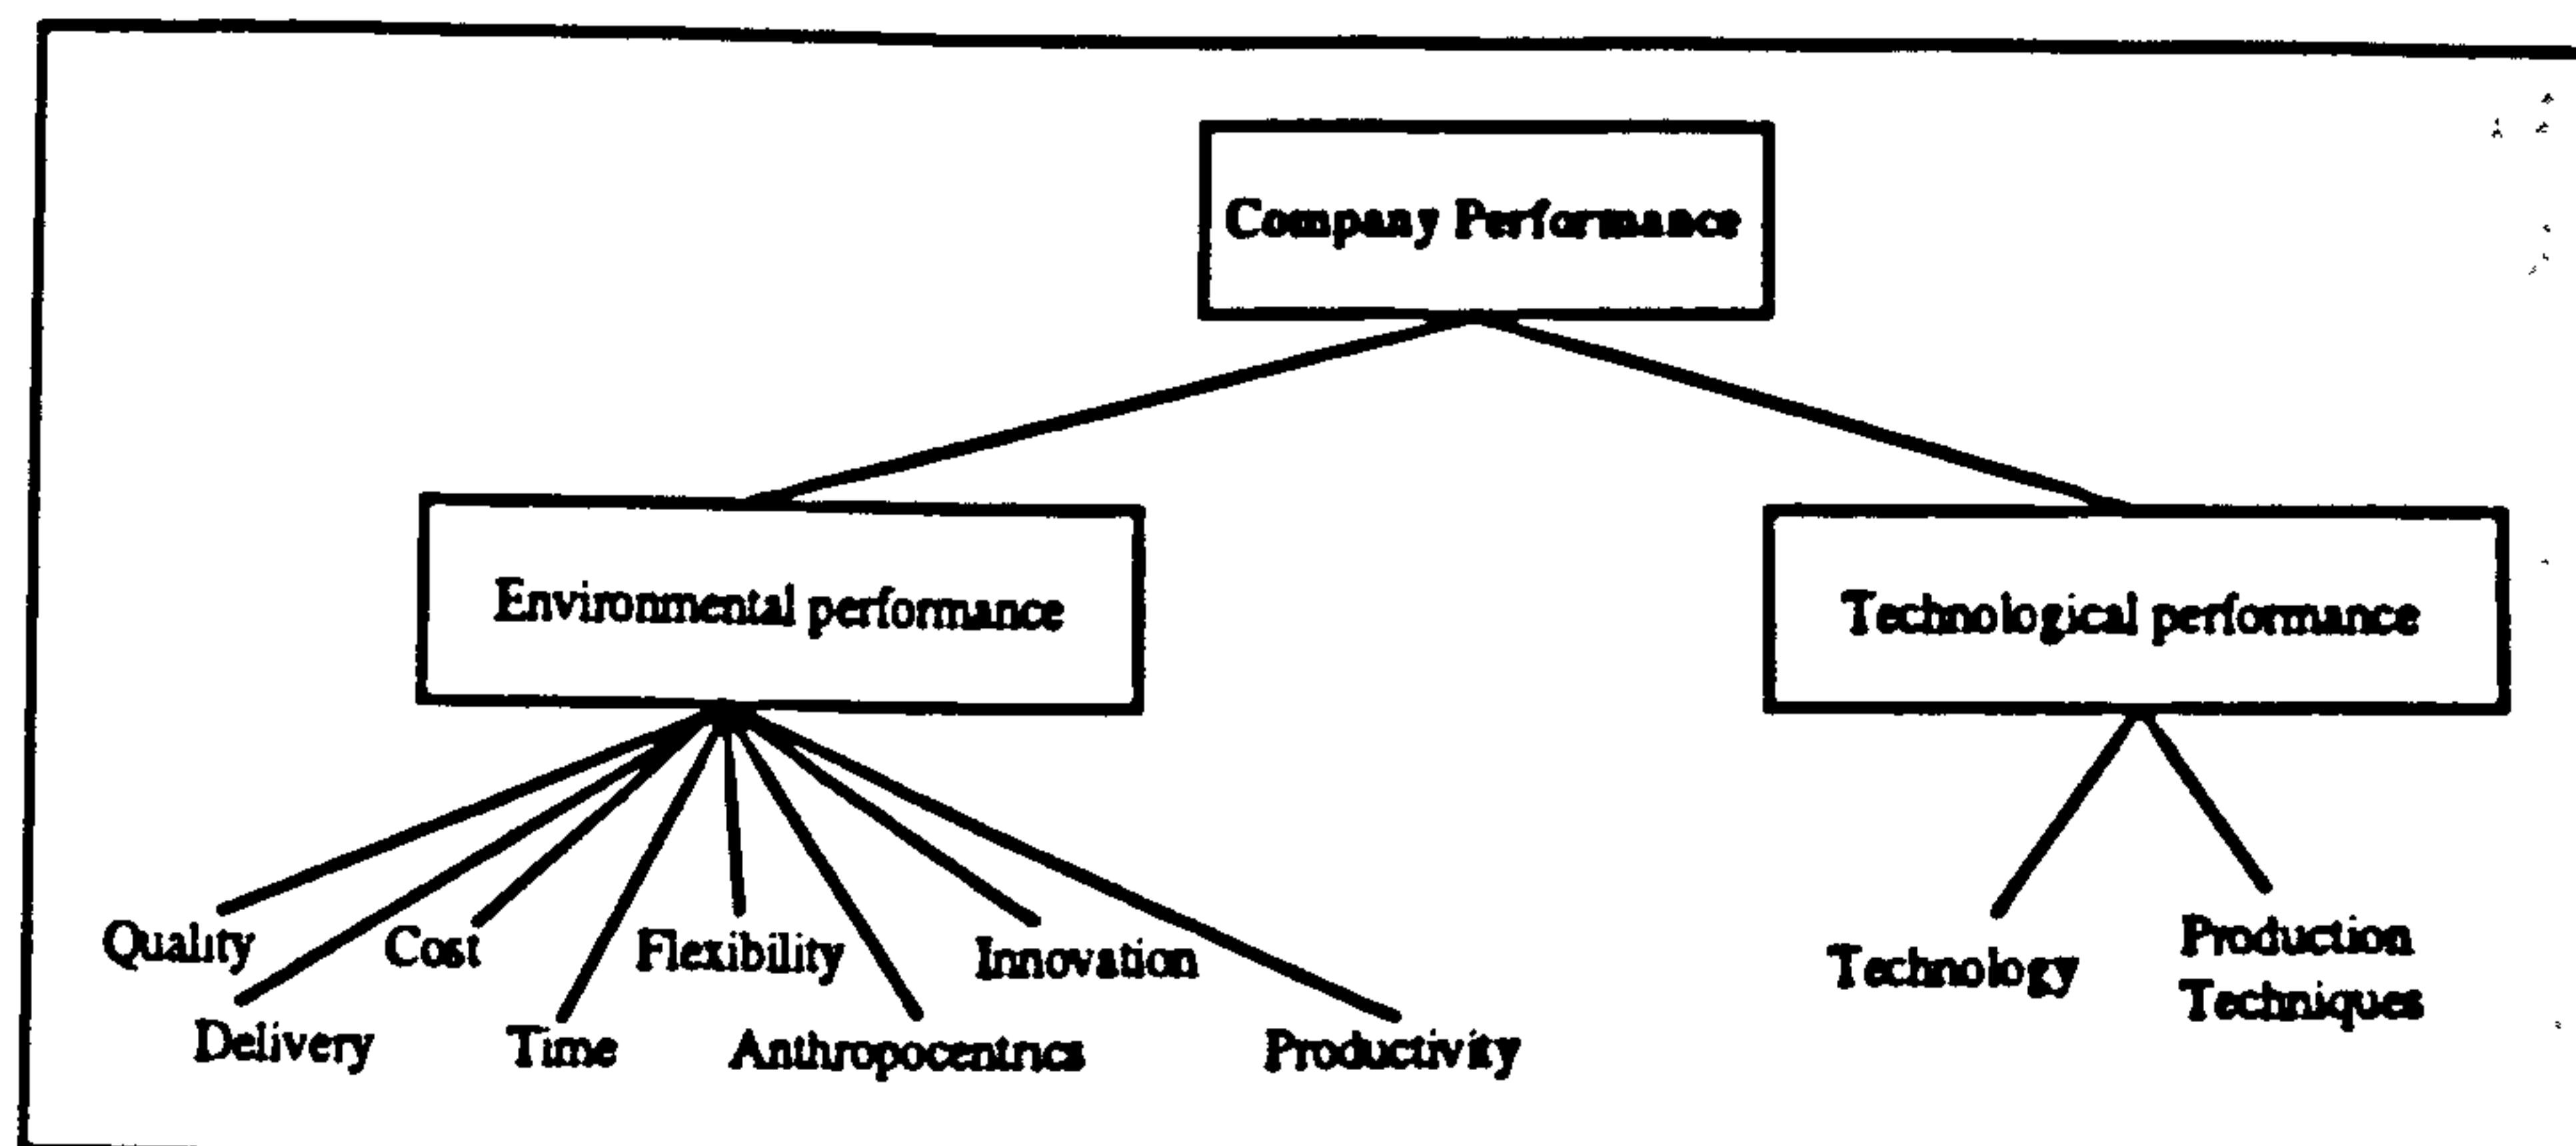 Company Performance
Environmental performance
Technological performance
Quality
Cost
Flexibility
Innovation
Delivery
Time
Anthropocentrics
Productivity
Technology
Production
Techniques